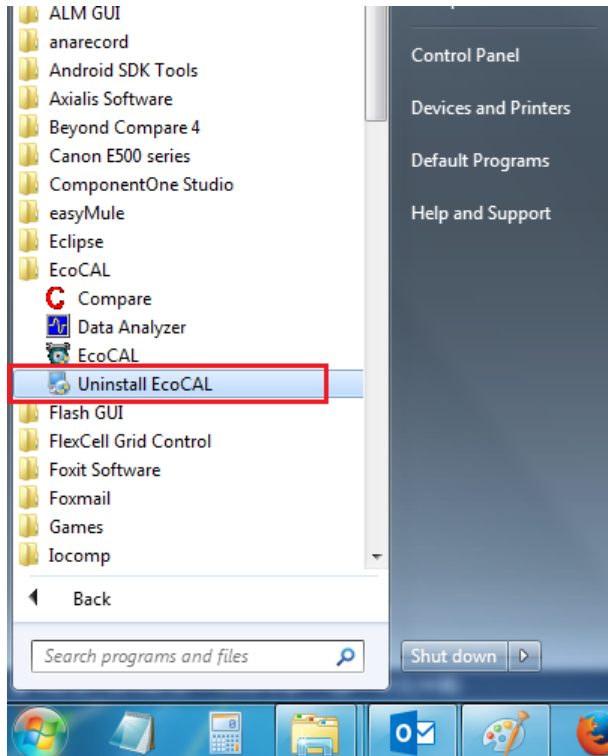 ALM GUI
anarecord
Android SDK Tools
Axialis Software
Beyond Compare 4
Canon E500 series
ComponentOne Studio
easyMule
Eclipse
EcoCAL
Compare
Data Analyzer
EcoCAL
Uninstall EcoCAL
Flash GUI
FlexCell Grid Control
Foxit Software
Foxmail
Games
Iocomp
Back
Search programs and files
Control Panel
Devices and Printers
Default Programs
Help and Support
Shut down